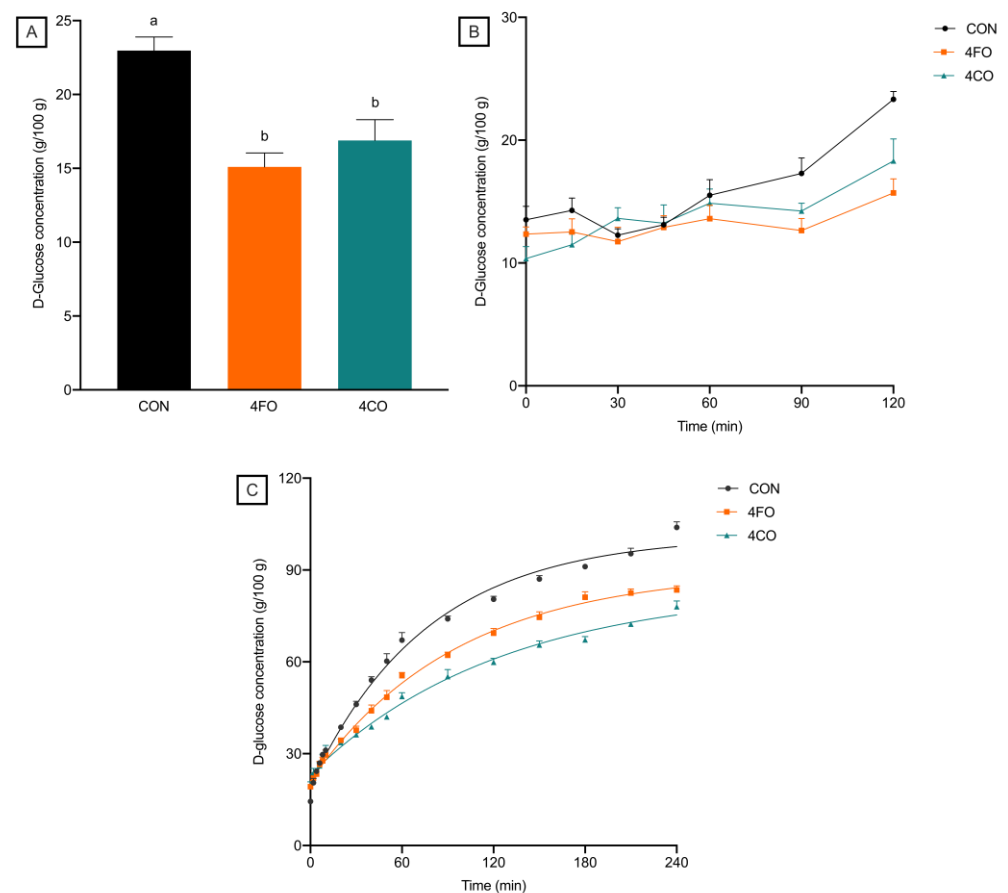 A
D-Glucose concentration (g/100 g)
25
20
15
10
5
0
a
b
b
CON
4FO
4CO
B
D-Glucose concentration (g/100 g)
30
20
10
0
0
30
60
90
120
Time (min)
CON
4FO
4CO
C
D-glucose concentration (g/100 g)
120
90
60
30
0
0
60
120
180
240
Time (min)
CON
4FO
4CO